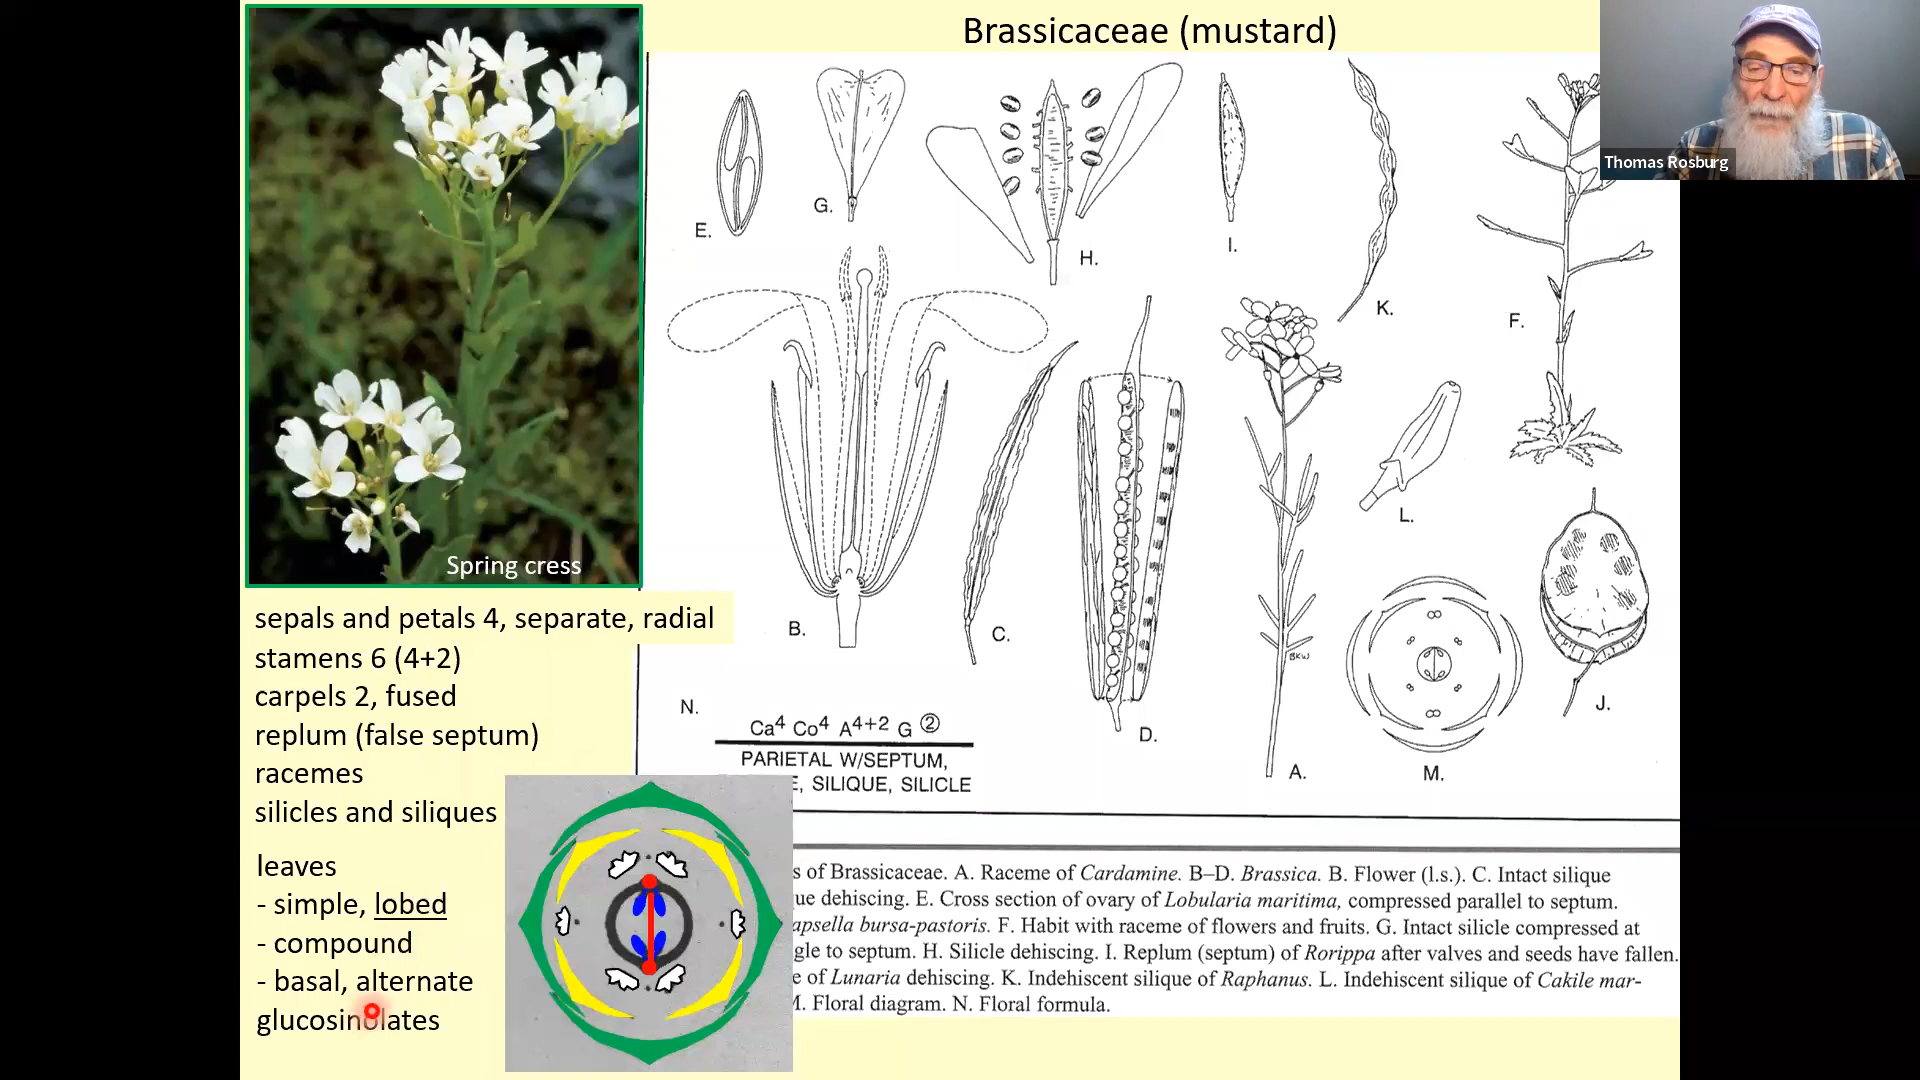 Brassicaceae (mustard)
Thomas Rosburg
E.
G.
H.
I.
K.
F.
Spring cress
B.
C.
D.
A.
BKW
L.
J.
M.
N.
Ca4 Co4 A4+2 G ②
PARIETAL W/SEPTUM,
E, SILIQUE, SILICLE
sepals and petals 4, separate, radial
stamens 6 (4+2)
carpels 2, fused
replum (false septum)
racemes
silicles and siliques
leaves
- simple, lobed
- compound
- basal, alternate
glucosinolates
s of Brassicaceae. A. Raceme of Cardamine. B–D. Brassica. B. Flower (l.s.). C. Intact silique
ue dehiscing. E. Cross section of ovary of Lobularia maritima, compressed parallel to septum.
apsella bursa-pastoris. F. Habit with raceme of flowers and fruits. G. Intact silicle compressed at
gle to septum. H. Silicle dehiscing. I. Replum (septum) of Rorippa after valves and seeds have fallen.
e of Lunaria dehiscing. K. Indehiscent silique of Raphanus. L. Indehiscent silique of Cakile mar-
M. Floral diagram. N. Floral formula.